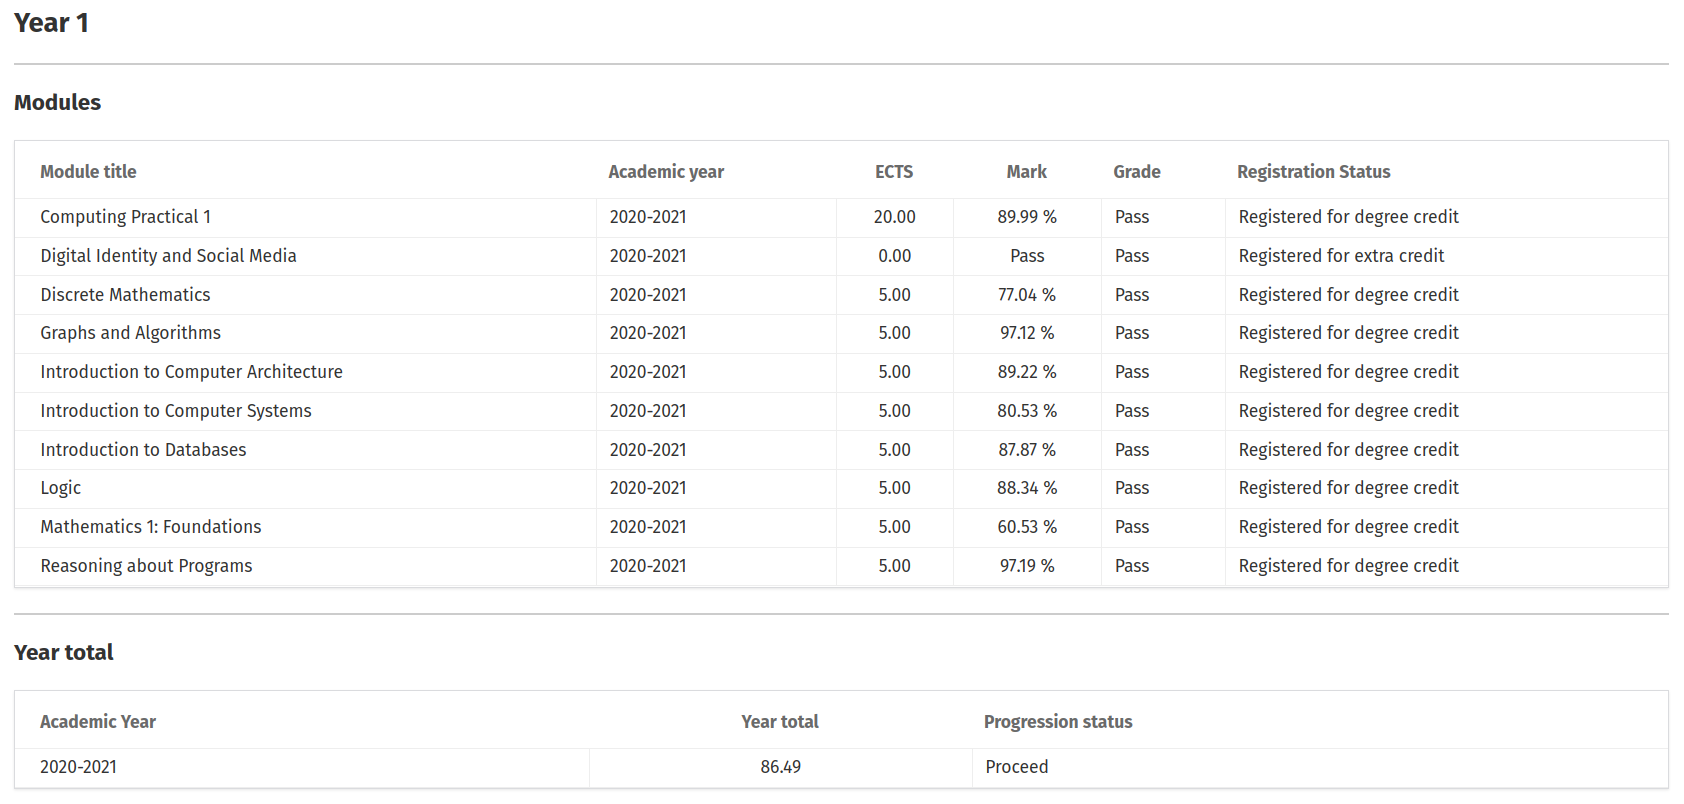 Year 1
Modules
Module title Academic year ECTS Mark Grade Registration Status
Computing Practical 1 2020-2021 20.00 89.99 % Pass Registered for degree credit
Digital Identity and Social Media 2020-2021 0.00 Pass Pass Registered for extra credit
Discrete Mathematics 2020-2021 5.00 77.04 % Pass Registered for degree credit
Graphs and Algorithms 2020-2021 5.00 97.12 % Pass Registered for degree credit
Introduction to Computer Architecture 2020-2021 5.00 89.22 % Pass Registered for degree credit
Introduction to Computer Systems 2020-2021 5.00 80.53 % Pass Registered for degree credit
Introduction to Databases 2020-2021 5.00 87.87 % Pass Registered for degree credit
Logic 2020-2021 5.00 88.34 % Pass Registered for degree credit
Mathematics 1: Foundations 2020-2021 5.00 60.53 % Pass Registered for degree credit
Reasoning about Programs 2020-2021 5.00 97.19 % Pass Registered for degree credit
Year total
Academic Year Year total Progression status
2020-2021 86.49 Proceed